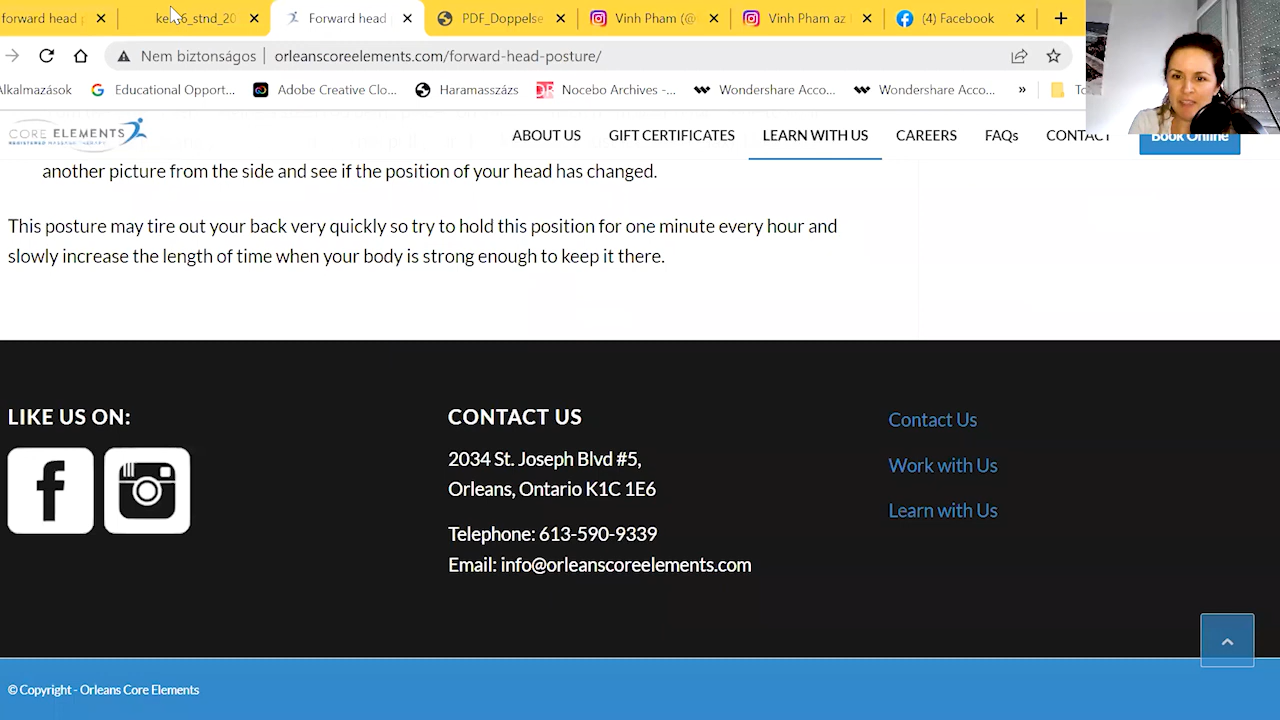 forward head
PDF_Doppelse
Forward head
Vinh Pham (@
Vinh Pham az
(4) Facebook
Nem biztonságos
orleanscoreelements.com/forward-head-posture/
Alkalmazások
Educational Opport...
Adobe Creative Clo...
Haramasszázs
Nocebo Archives -...
Wondershare Acco...
Wondershare Acco...
»
CORE ELEMENTS
REGISTERED MASSAGE THERAPY
ABOUT US
GIFT CERTIFICATES
LEARN WITH US
CAREERS
FAQs
CONTACT
Book Online
another picture from the side and see if the position of your head has changed.
This posture may tire out your back very quickly so try to hold this position for one minute every hour and
slowly increase the length of time when your body is strong enough to keep it there.
LIKE US ON:
CONTACT US
2034 St. Joseph Blvd #5,
Orleans, Ontario K1C 1E6
Telephone: 613-590-9339
Email: info@orleanscoreelements.com
Contact Us
Work with Us
Learn with Us
© Copyright - Orleans Core Elements